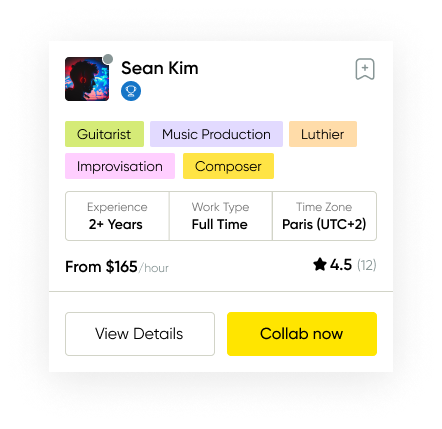 Sean Kim
Guitarist Music Production Luthier
Improvisation Composer
Experience Work Type Time Zone
2+ Years Full Time Paris (UTC+2)
From $165/hour 4.5 (12)
View Details Collab now